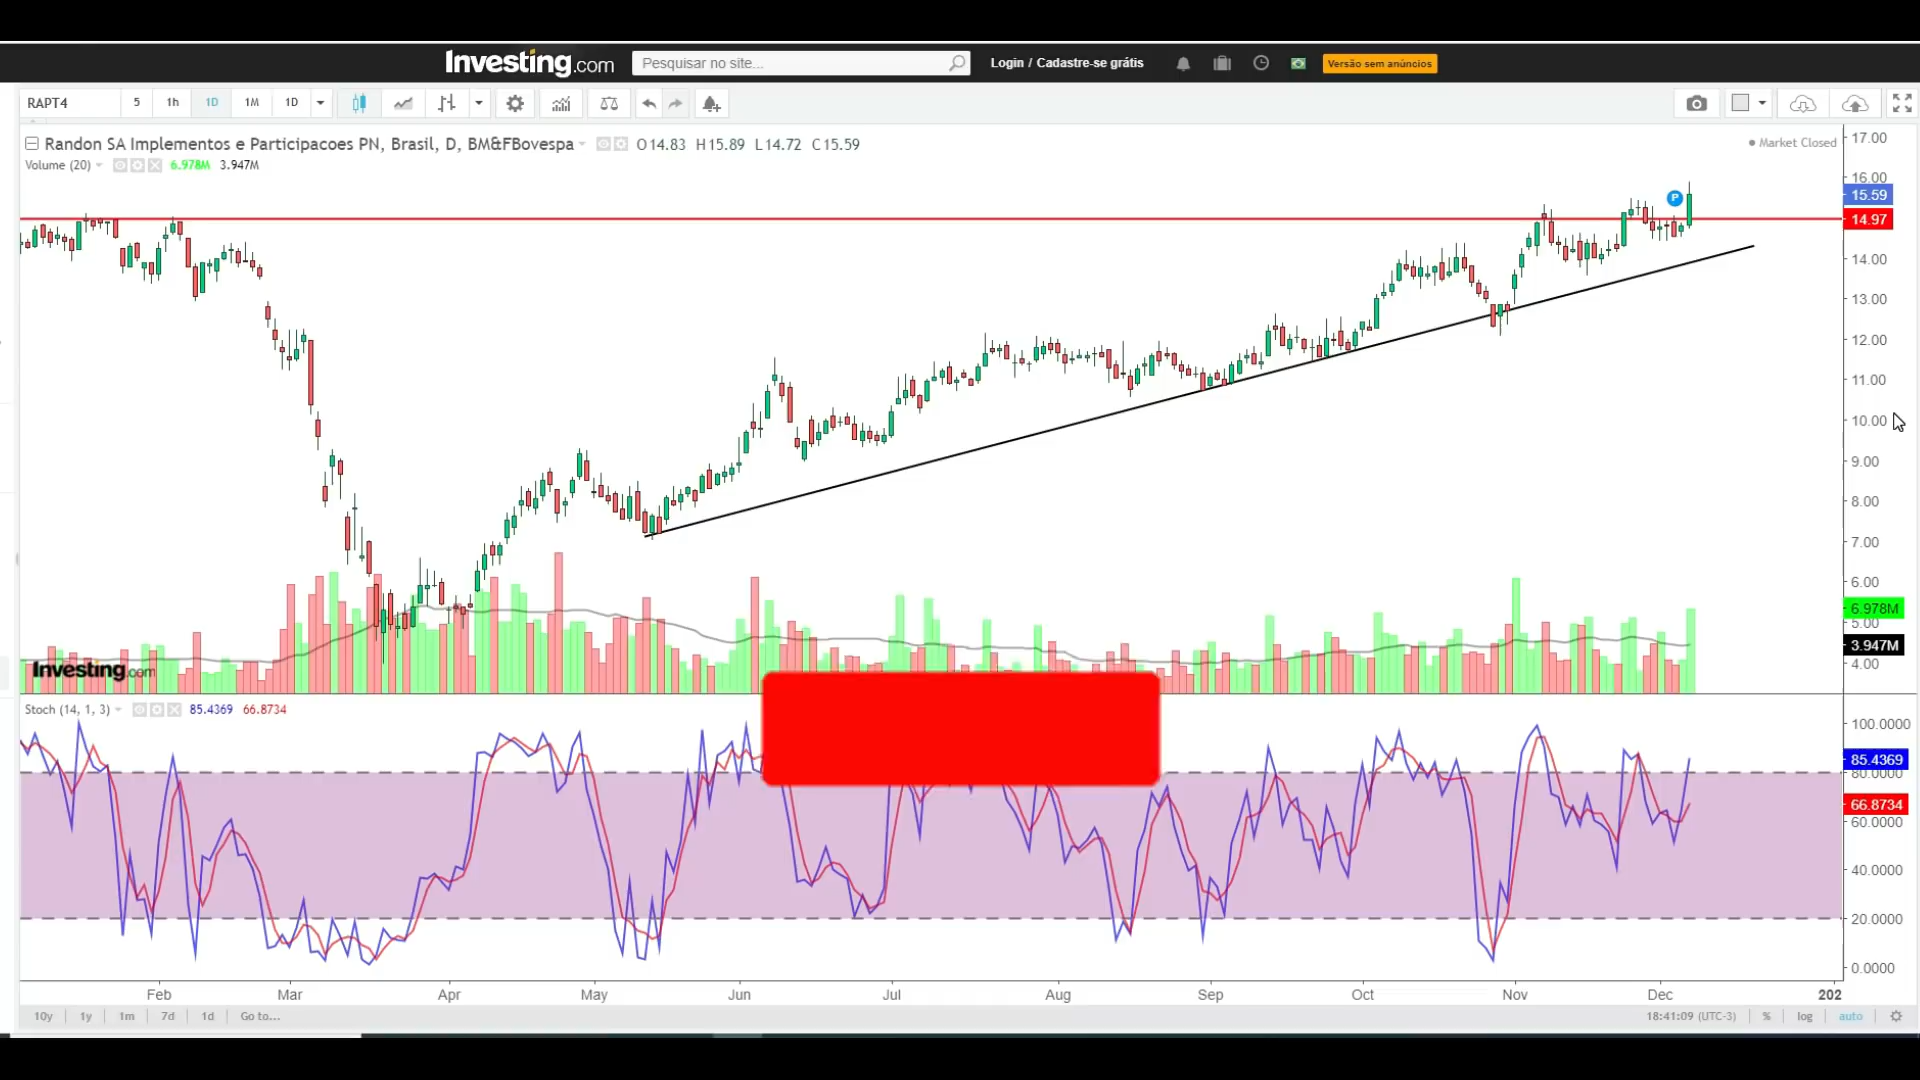 Investing.com
Pesquisar no site...
Login / Cadastre-se grátis
Versão sem anúncios
RAPT4
5
1h
1D
1M
1D
Randon SA Implementos e Participacoes PN, Brasil, D, BM&FBovespa
O14.83 H15.89 L14.72 C15.59
Market Closed
Volume (20)
6.978M
3.947M
P
17.00
16.00
15.59
14.97
14.00
13.00
12.00
11.00
10.00
9.00
8.00
7.00
6.00
6.978M
5.00
3.947M
4.00
Investing.com
Stoch (14, 1, 3)
85.4369
66.8734
100.0000
85.4369
80.0000
66.8734
60.0000
40.0000
20.0000
0.0000
Feb Mar Apr May Jun Jul Aug Sep Oct Nov Dec 202
10y 1y 1m 7d 1d Go to...
18:41:09 (UTC-3) % log auto